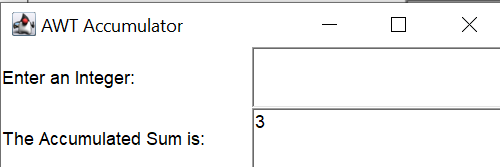 AWT Accumulator
Enter an Integer:
The Accumulated Sum is: 3